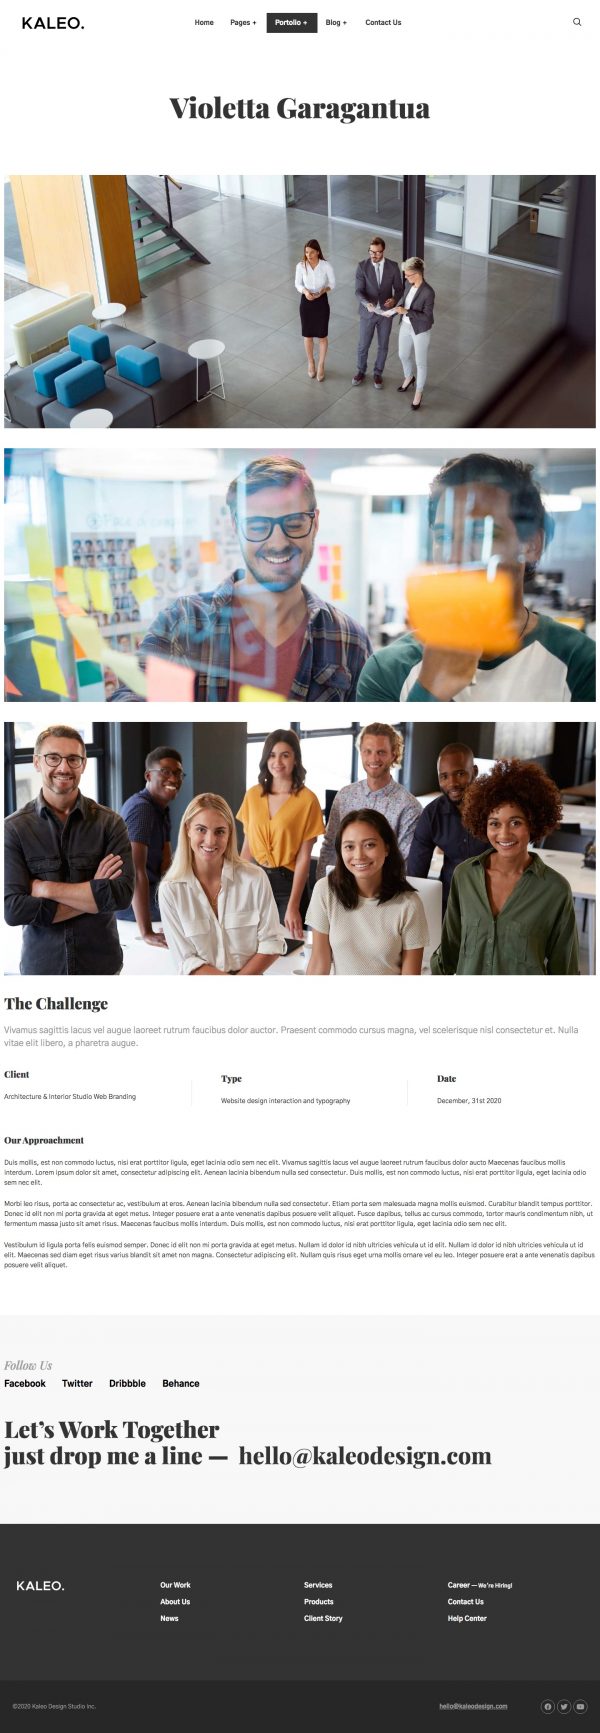 KALEO.
Home Pages + Portolio + Blog + Contact Us
Violetta Garagantua
The Challenge
Vivamus sagittis lacus vel augue laoreet rutrum faucibus dolor auctor. Praesent commodo cursus magna, vel scelerisque nisl consectetur et. Nulla
vitae elit libero, a pharetra augue.
Client
Architecture & Interior Studio Web Branding
Type
Website design interaction and typography
Date
December, 31st 2020
Our Approachment
Duis mollis, est non commodo luctus, nisi erat porttitor ligula, eget lacinia odio sem nec elit. Vivamus sagittis lacus vel augue laoreet rutrum faucibus dolor aucto Maecenas faucibus mollis
interdum. Lorem ipsum dolor sit amet, consectetur adipiscing elit. Aenean lacinia bibendum nulla sed consectetur. Duis mollis, est non commodo luctus, nisi erat porttitor ligula, eget lacinia odio
sem nec elit.
Morbi leo risus, porta ac consectetur ac, vestibulum at eros. Aenean lacinia bibendum nulla sed consectetur. Etiam porta sem malesuada magna mollis euismod. Curabitur blandit tempus porttitor.
Donec id elit non mi porta gravida at eget metus. Integer posuere erat a ante venenatis dapibus posuere velit aliquet. Fusce dapibus, tellus ac cursus commodo, tortor mauris condimentum nibh, ut
fermentum massa justo sit amet risus. Maecenas faucibus mollis interdum. Duis mollis, est non commodo luctus, nisi erat porttitor ligula, eget lacinia odio sem nec elit.
Vestibulum id ligula porta felis euismod semper. Donec id elit non mi porta gravida at eget metus. Nullam id dolor id nibh ultricies vehicula ut id elit. Nullam id dolor id nibh ultricies vehicula ut id
elit. Maecenas sed diam eget risus varius blandit sit amet non magna. Consectetur adipiscing elit. Nullam quis risus eget urna mollis ornare vel eu leo. Integer posuere erat a ante venenatis dapibus
posuere velit aliquet.
Follow Us
Facebook Twitter Dribbble Behance
Let's Work Together
just drop me a line — hello@kaleodesign.com
KALEO.
Our Work
About Us
News
Services
Products
Client Story
Career — We're Hiring!
Contact Us
Help Center
©2020 Kaleo Design Studio Inc.
hello@kaleodesign.com